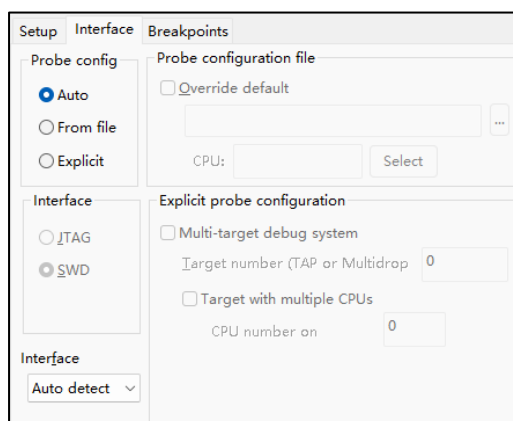 Setup Interface Breakpoints
Probe config
Auto
From file
Explicit
Probe configuration file
Override default
...
CPU:
Select
Interface
JTAG
SWD
Explicit probe configuration
Multi-target debug system
Target number (TAP or Multidrop 0
Target with multiple CPUs
CPU number on 0
Interface
Auto detect